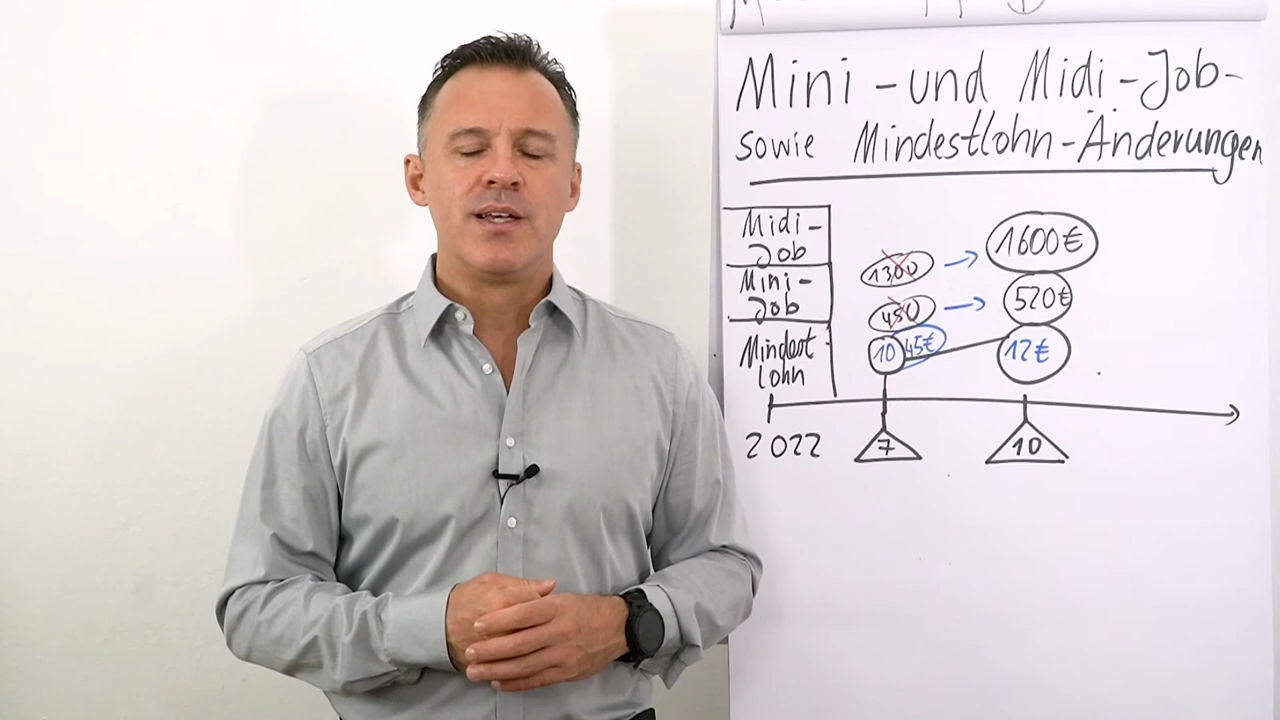 Mini - und Midi - Job -
sowie Mindestlohn - Änderungen
Midi -
Job
1300
1600€
Mini -
Job
450
520€
Mindest
lohn
10
45€
12€
2022
7
10